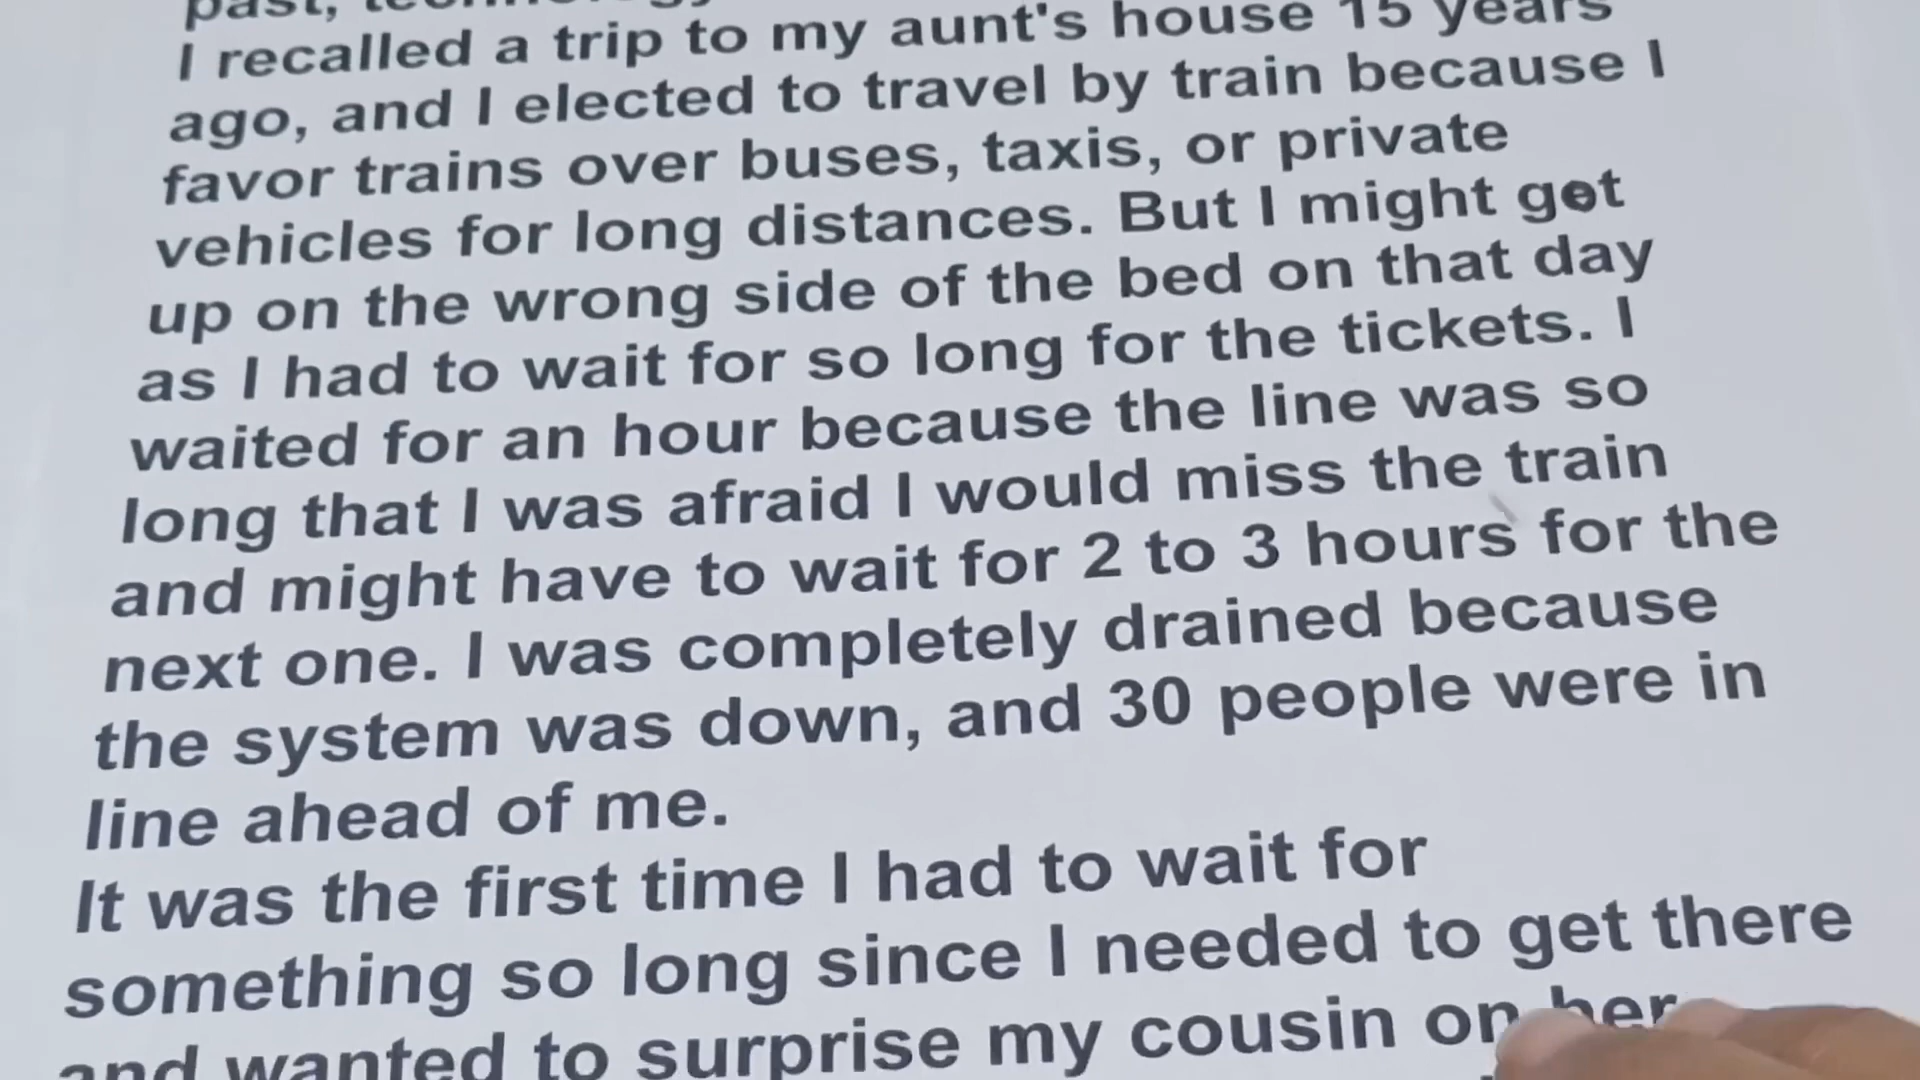 past,
I recalled a trip to my aunt's house 15 years
ago, and I elected to travel by train because I
favor trains over buses, taxis, or private
vehicles for long distances. But I might get
up on the wrong side of the bed on that day
as I had to wait for so long for the tickets. I
waited for an hour because the line was so
long that I was afraid I would miss the train
and might have to wait for 2 to 3 hours for the
next one. I was completely drained because
the system was down, and 30 people were in
line ahead of me.
It was the first time I had to wait for
something so long since I needed to get there
and wanted to surprise my cousin on her